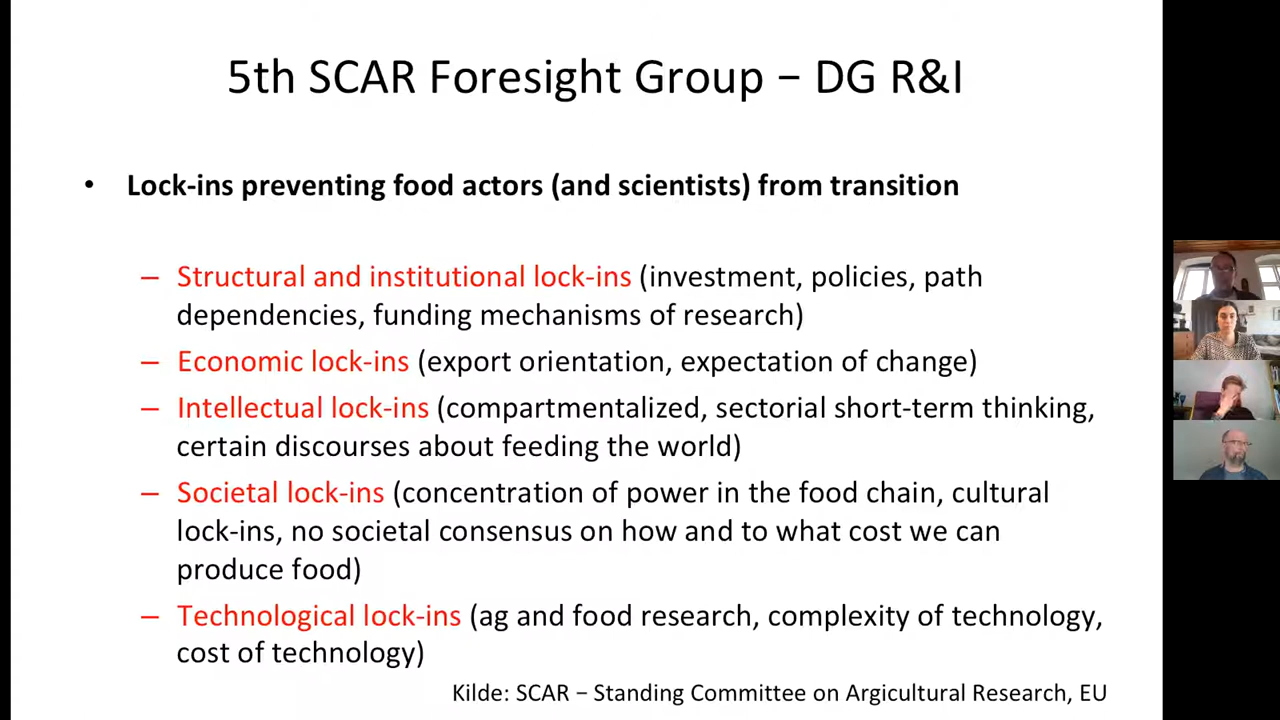 5th SCAR Foresight Group – DG R&I
• Lock-ins preventing food actors (and scientists) from transition
– Structural and institutional lock-ins (investment, policies, path
dependencies, funding mechanisms of research)
– Economic lock-ins (export orientation, expectation of change)
– Intellectual lock-ins (compartmentalized, sectorial short-term thinking,
certain discourses about feeding the world)
– Societal lock-ins (concentration of power in the food chain, cultural
lock-ins, no societal consensus on how and to what cost we can
produce food)
– Technological lock-ins (ag and food research, complexity of technology,
cost of technology)
Kilde: SCAR – Standing Committee on Argicultural Research, EU